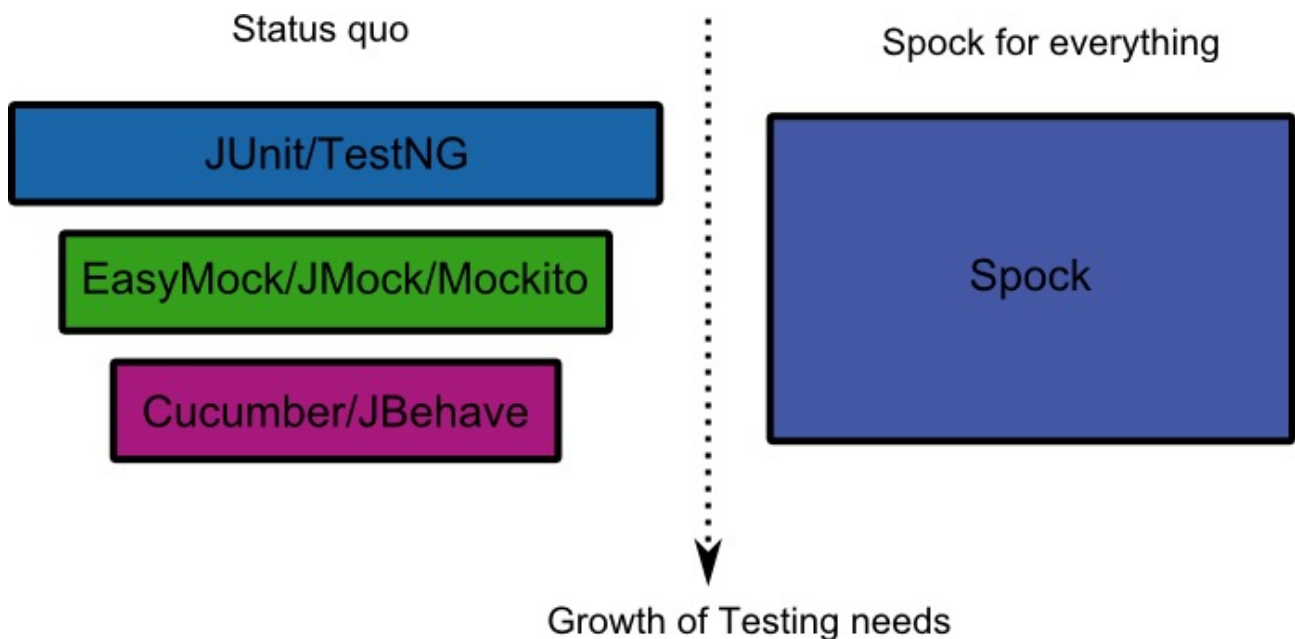 Status quo
Spock for everything
JUnit/TestNG
EasyMock/JMock/Mockito
Spock
Cucumber/JBehave
Growth of Testing needs